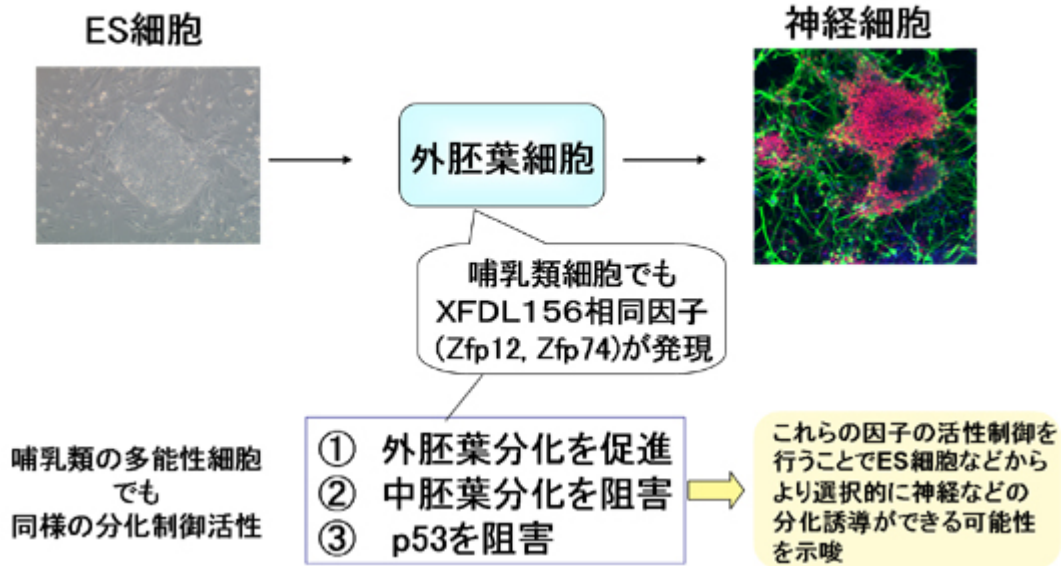 ES細胞
神経細胞
外胚葉細胞
哺乳類細胞でも
XFDL156相同因子
(Zfp12, Zfp74)が発現
哺乳類の多能性細胞
でも
同様の分化制御活性
① 外胚葉分化を促進
② 中胚葉分化を阻害
③ p53を阻害
これらの因子の活性制御を
行うことでES細胞などから
より選択的に神経などの
分化誘導ができる可能性
を示唆